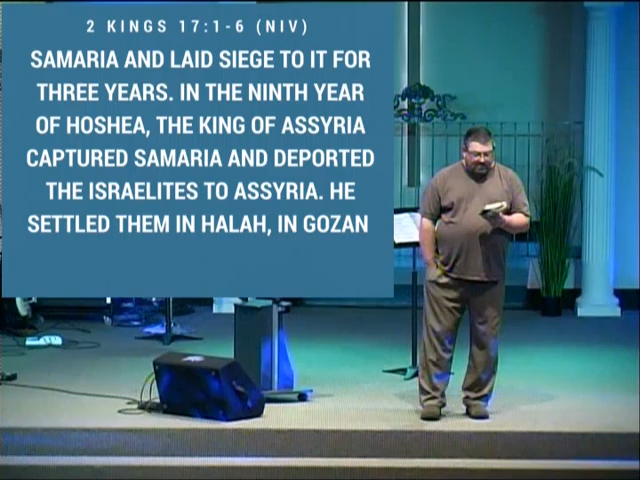 2 KINGS 17:1-6 (NIV)
SAMARIA AND LAID SIEGE TO IT FOR
THREE YEARS. IN THE NINTH YEAR
OF HOSHEA, THE KING OF ASSYRIA
CAPTURED SAMARIA AND DEPORTED
THE ISRAELITES TO ASSYRIA. HE
SETTLED THEM IN HALAH, IN GOZAN